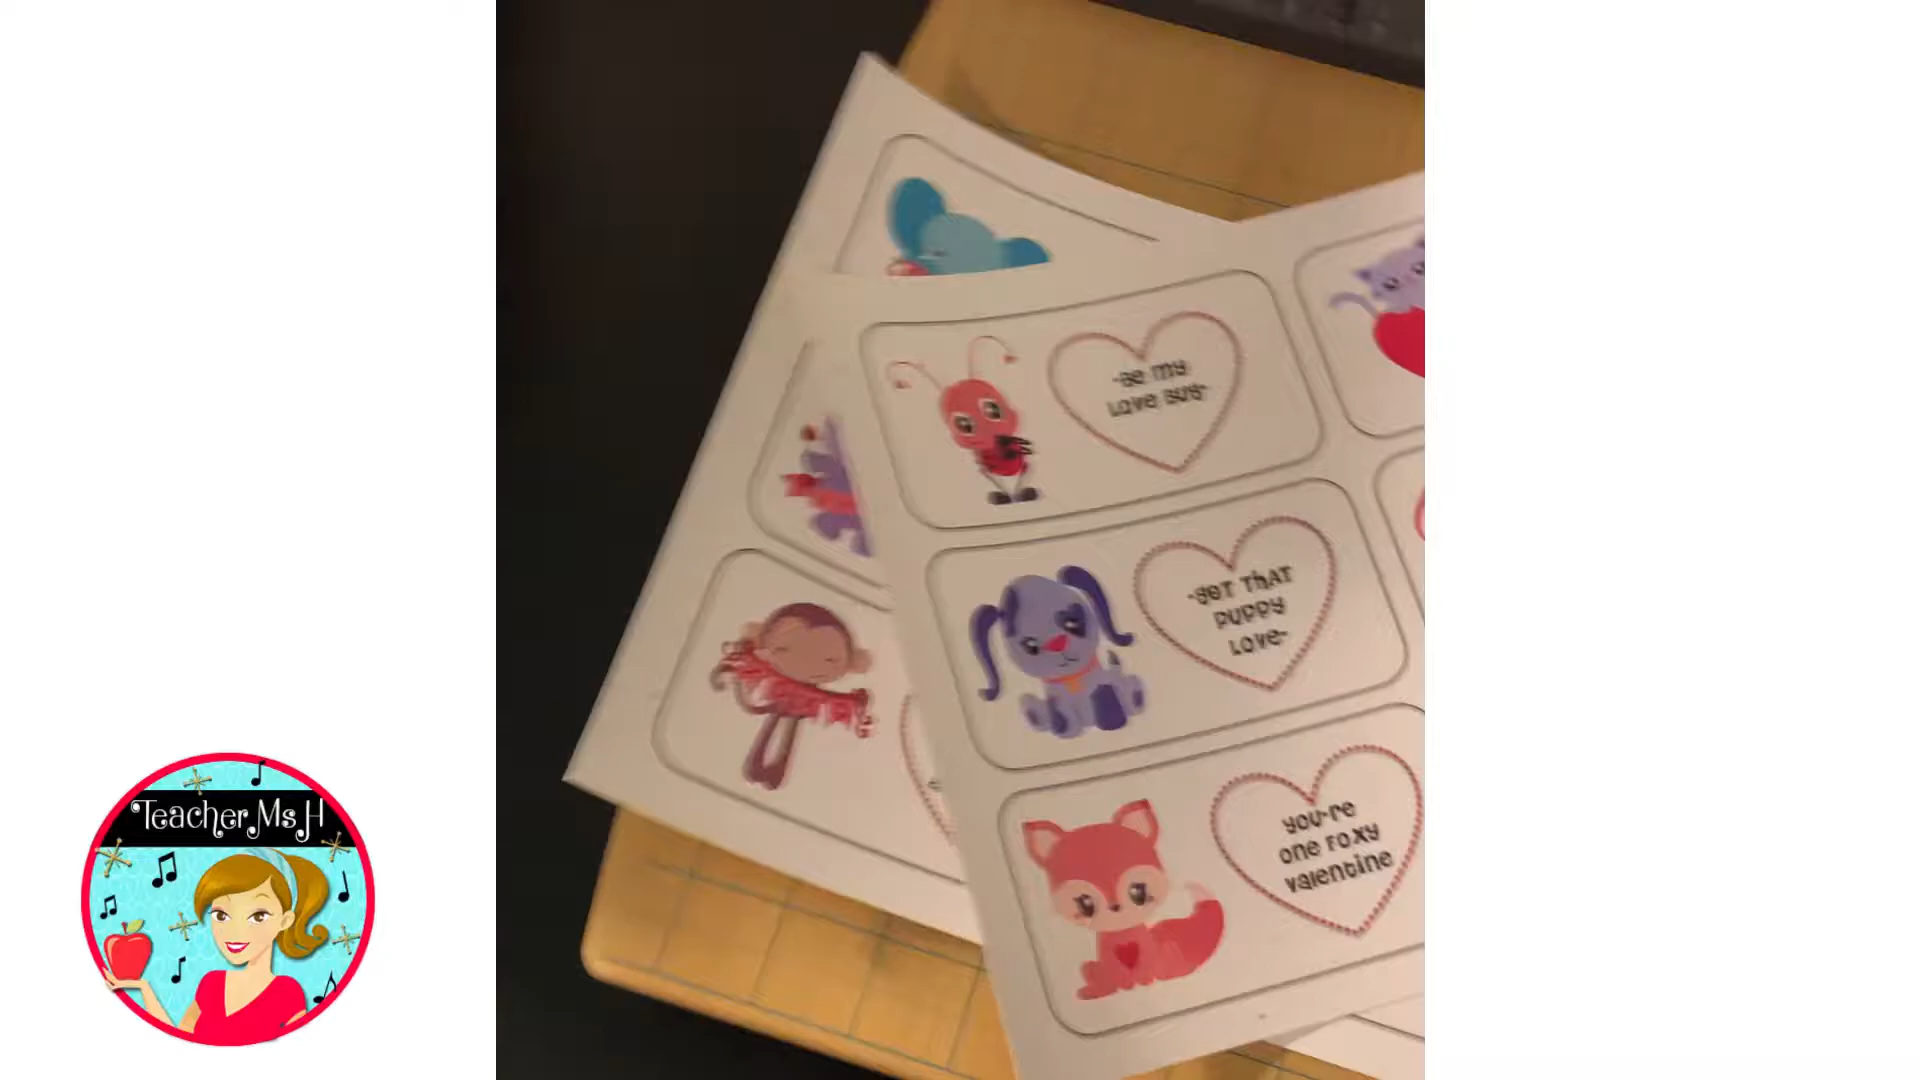 -Be my
Love Bug-
-Got that
puppy
Love-
you're
one Foxy
valentine
TeacherMsH